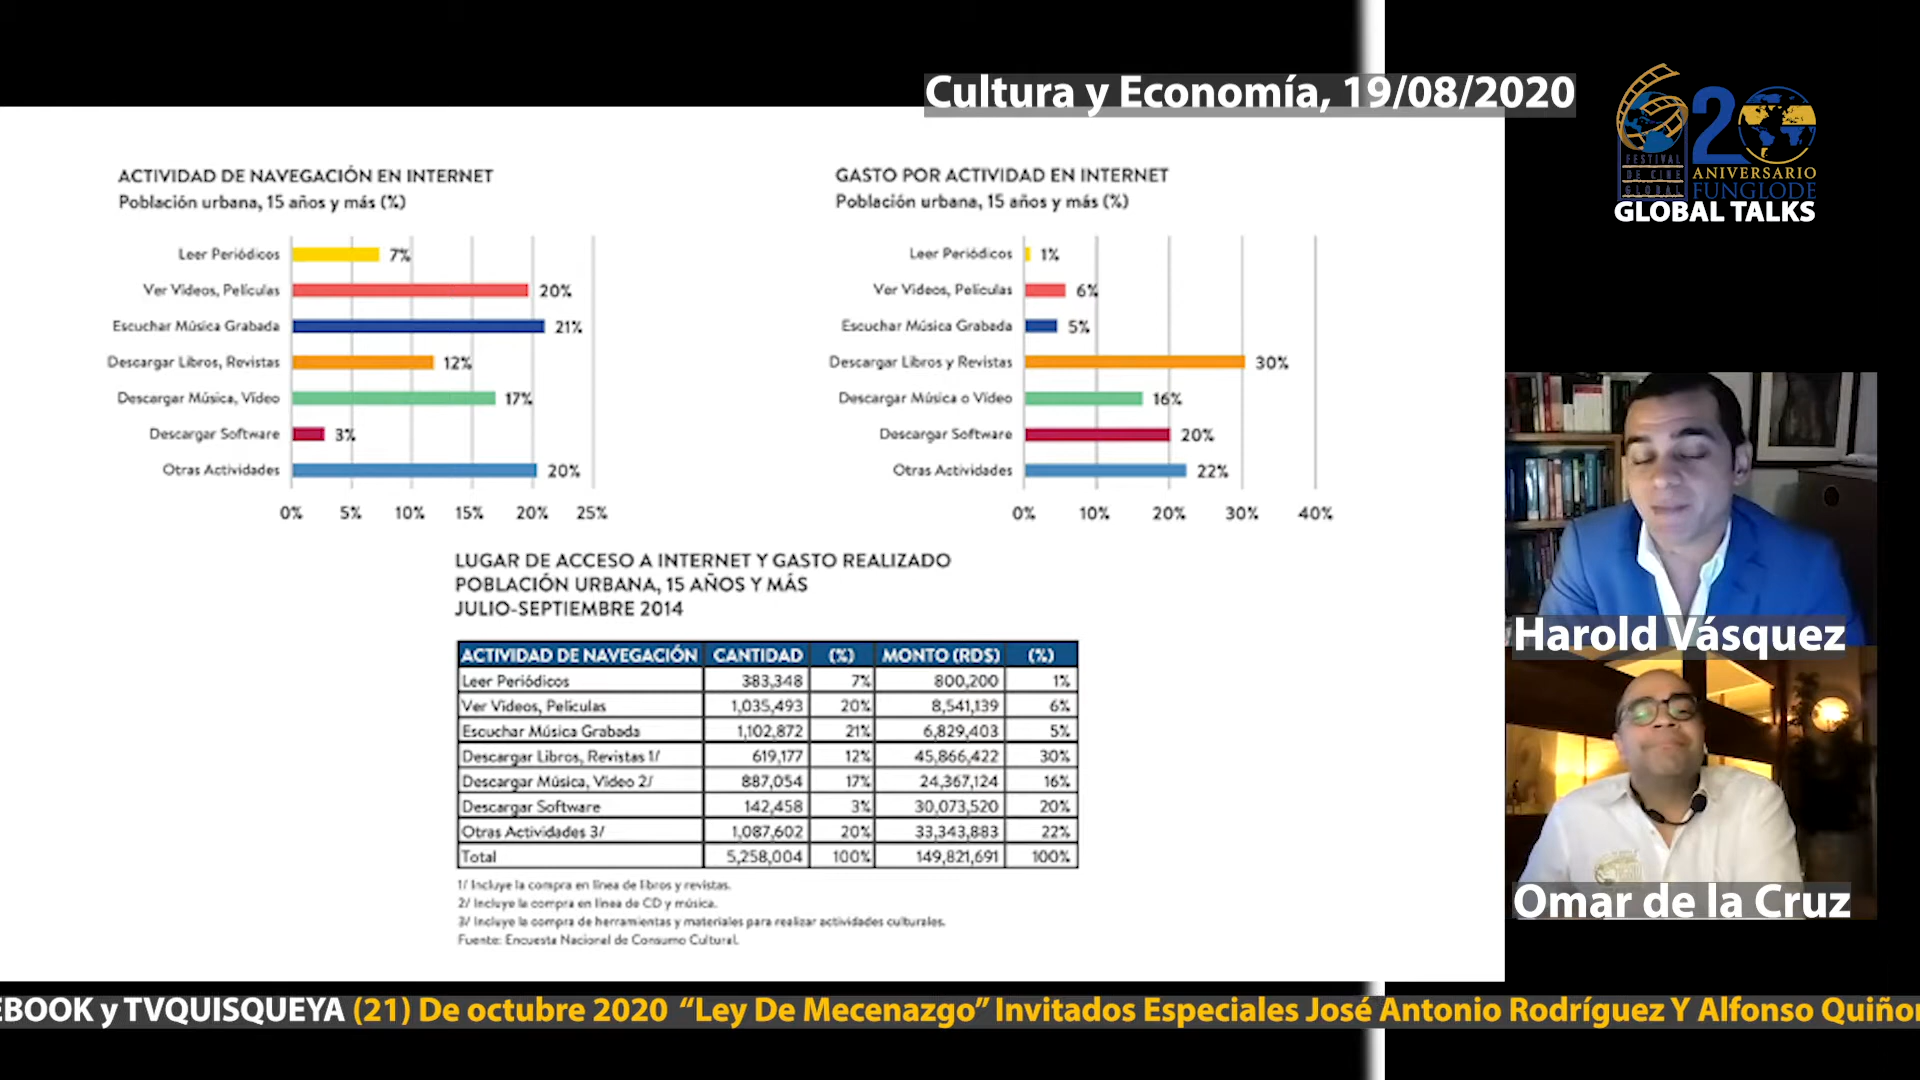 Cultura y Economía, 19/08/2020
FESTIVAL
DE CINE
GLOBAL
20
ANIVERSARIO
FUNGLODE
GLOBAL TALKS
ACTIVIDAD DE NAVEGACIÓN EN INTERNET
Población urbana, 15 años y más (%)
Leer Periódicos 7%
Ver Videos, Películas 20%
Escuchar Música Grabada 21%
Descargar Libros, Revistas 12%
Descargar Música, Vídeo 17%
Descargar Software 3%
Otras Actividades 20%
0% 5% 10% 15% 20% 25%
GASTO POR ACTIVIDAD EN INTERNET
Población urbana, 15 años y más (%)
Leer Periódicos 1%
Ver Videos, Películas 6%
Escuchar Música Grabada 5%
Descargar Libros y Revistas 30%
Descargar Música o Vídeo 16%
Descargar Software 20%
Otras Actividades 22%
0% 10% 20% 30% 40%
LUGAR DE ACCESO A INTERNET Y GASTO REALIZADO
POBLACIÓN URBANA, 15 AÑOS Y MÁS
JULIO-SEPTIEMBRE 2014
ACTIVIDAD DE NAVEGACIÓN CANTIDAD (%) MONTO (RD$) (%)
Leer Periódicos 383,348 7% 800,200 1%
Ver Videos, Películas 1,035,493 20% 8,541,139 6%
Escuchar Música Grabada 1,102,872 21% 6,829,403 5%
Descargar Libros, Revistas 1/ 619,177 12% 45,866,422 30%
Descargar Música, Vídeo 2/ 887,054 17% 24,367,124 16%
Descargar Software 142,458 3% 30,073,520 20%
Otras Actividades 3/ 1,087,602 20% 33,343,883 22%
Total 5,258,004 100% 149,821,691 100%
1/ Incluye la compra en línea de libros y revistas.
2/ Incluye la compra en línea de CD y música.
3/ Incluye la compra de herramientas y materiales para realizar actividades culturales.
Fuente: Encuesta Nacional de Consumo Cultural.
Harold Vásquez
Omar de la Cruz
EBOOK y TVQUISQUEYA (21) De octubre 2020 “Ley De Mecenazgo” Invitados Especiales José Antonio Rodríguez Y Alfonso Quiño